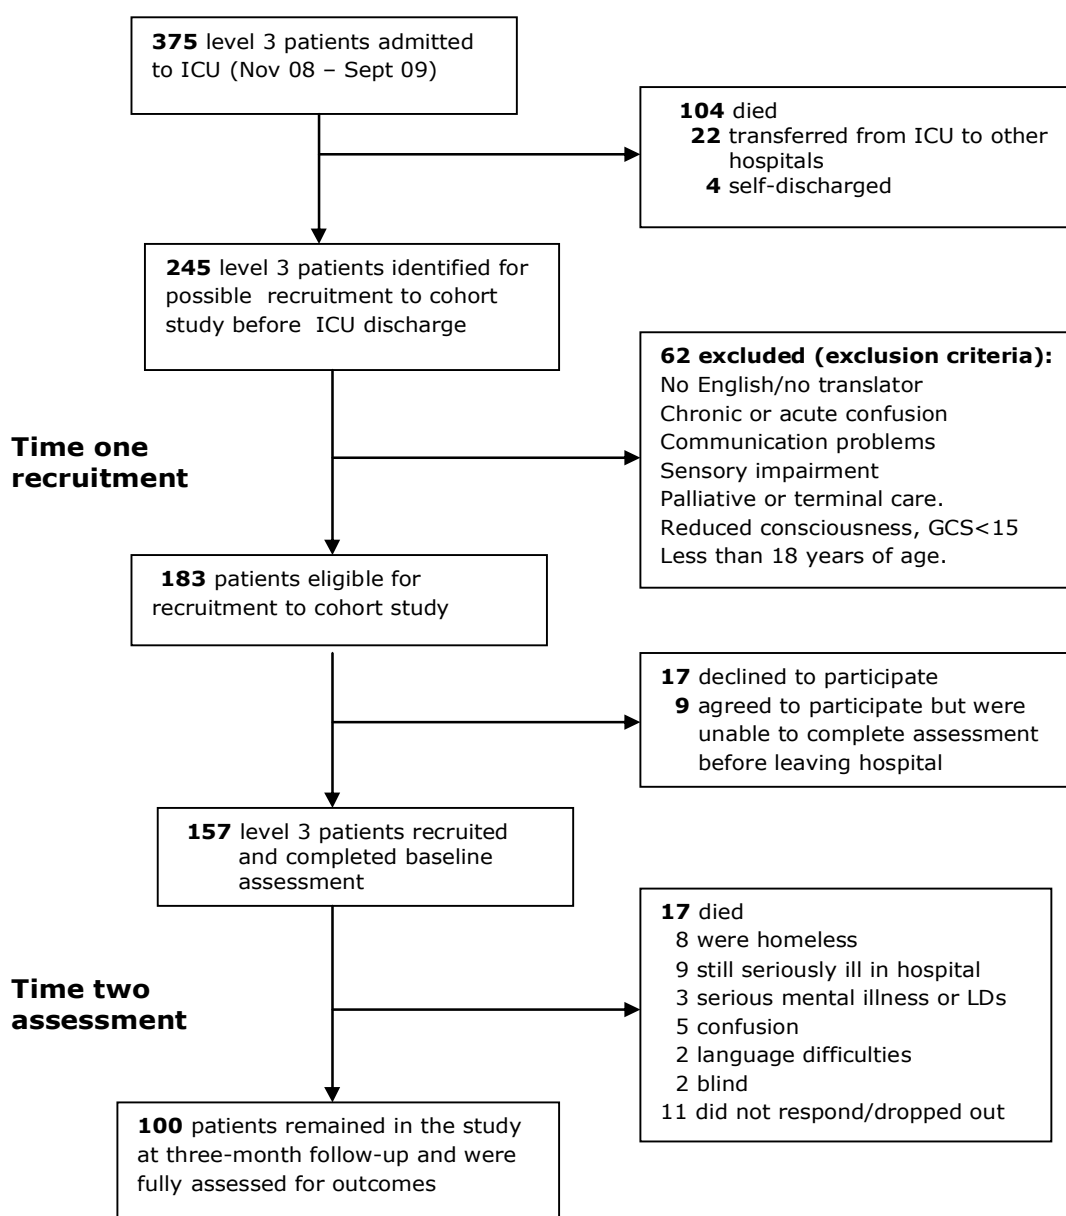 375 level 3 patients admitted
to ICU (Nov 08 – Sept 09)
104 died
22 transferred from ICU to other
hospitals
4 self-discharged
245 level 3 patients identified for
possible recruitment to cohort
study before ICU discharge
62 excluded (exclusion criteria):
No English/no translator
Chronic or acute confusion
Communication problems
Sensory impairment
Palliative or terminal care.
Reduced consciousness, GCS<15
Less than 18 years of age.
Time one
recruitment
183 patients eligible for
recruitment to cohort study
17 declined to participate
9 agreed to participate but were
unable to complete assessment
before leaving hospital
157 level 3 patients recruited
and completed baseline
assessment
17 died
8 were homeless
9 still seriously ill in hospital
3 serious mental illness or LDs
5 confusion
2 language difficulties
2 blind
11 did not respond/dropped out
Time two
assessment
100 patients remained in the study
at three-month follow-up and were
fully assessed for outcomes